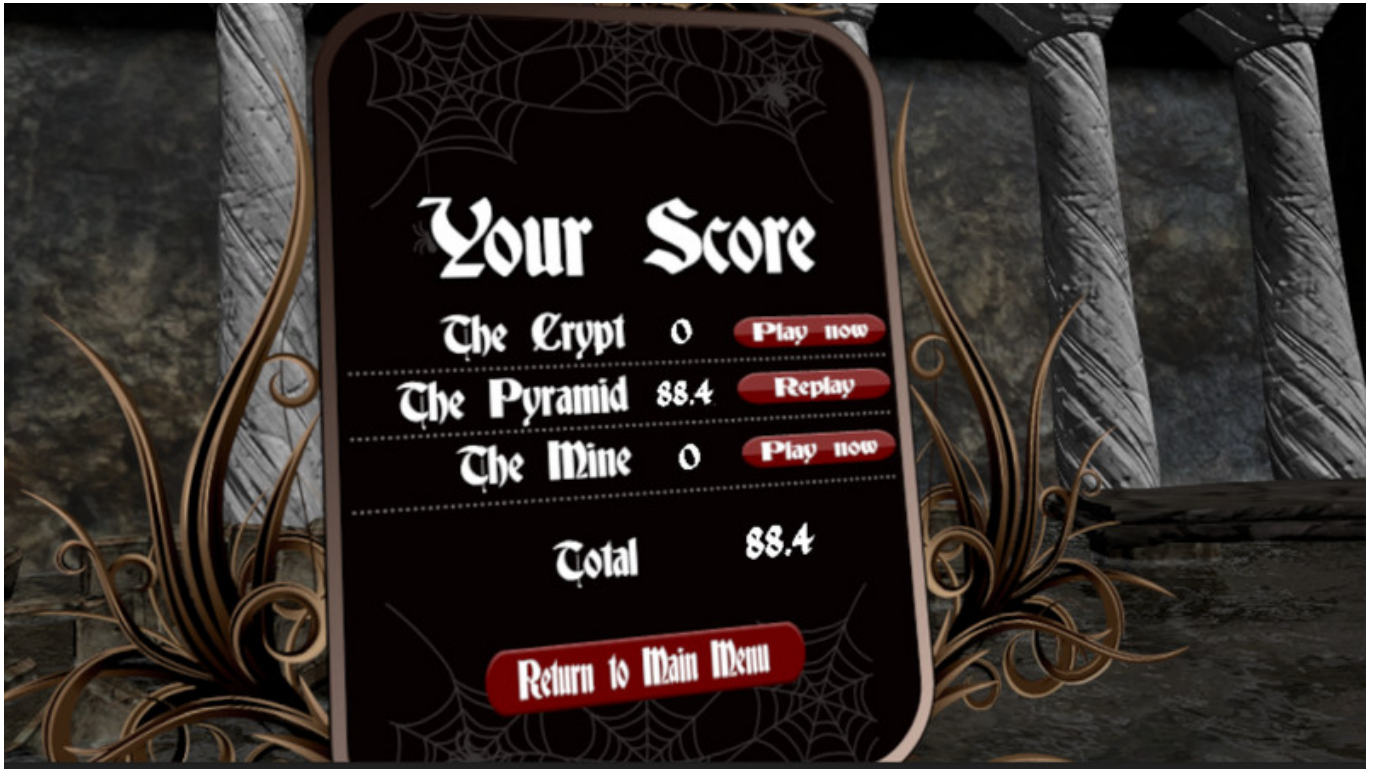 Your Score
The Crypt 0 Play now
The Pyramid 88.4 Replay
The Mine 0 Play now
Total 88.4
Return to Main Menu